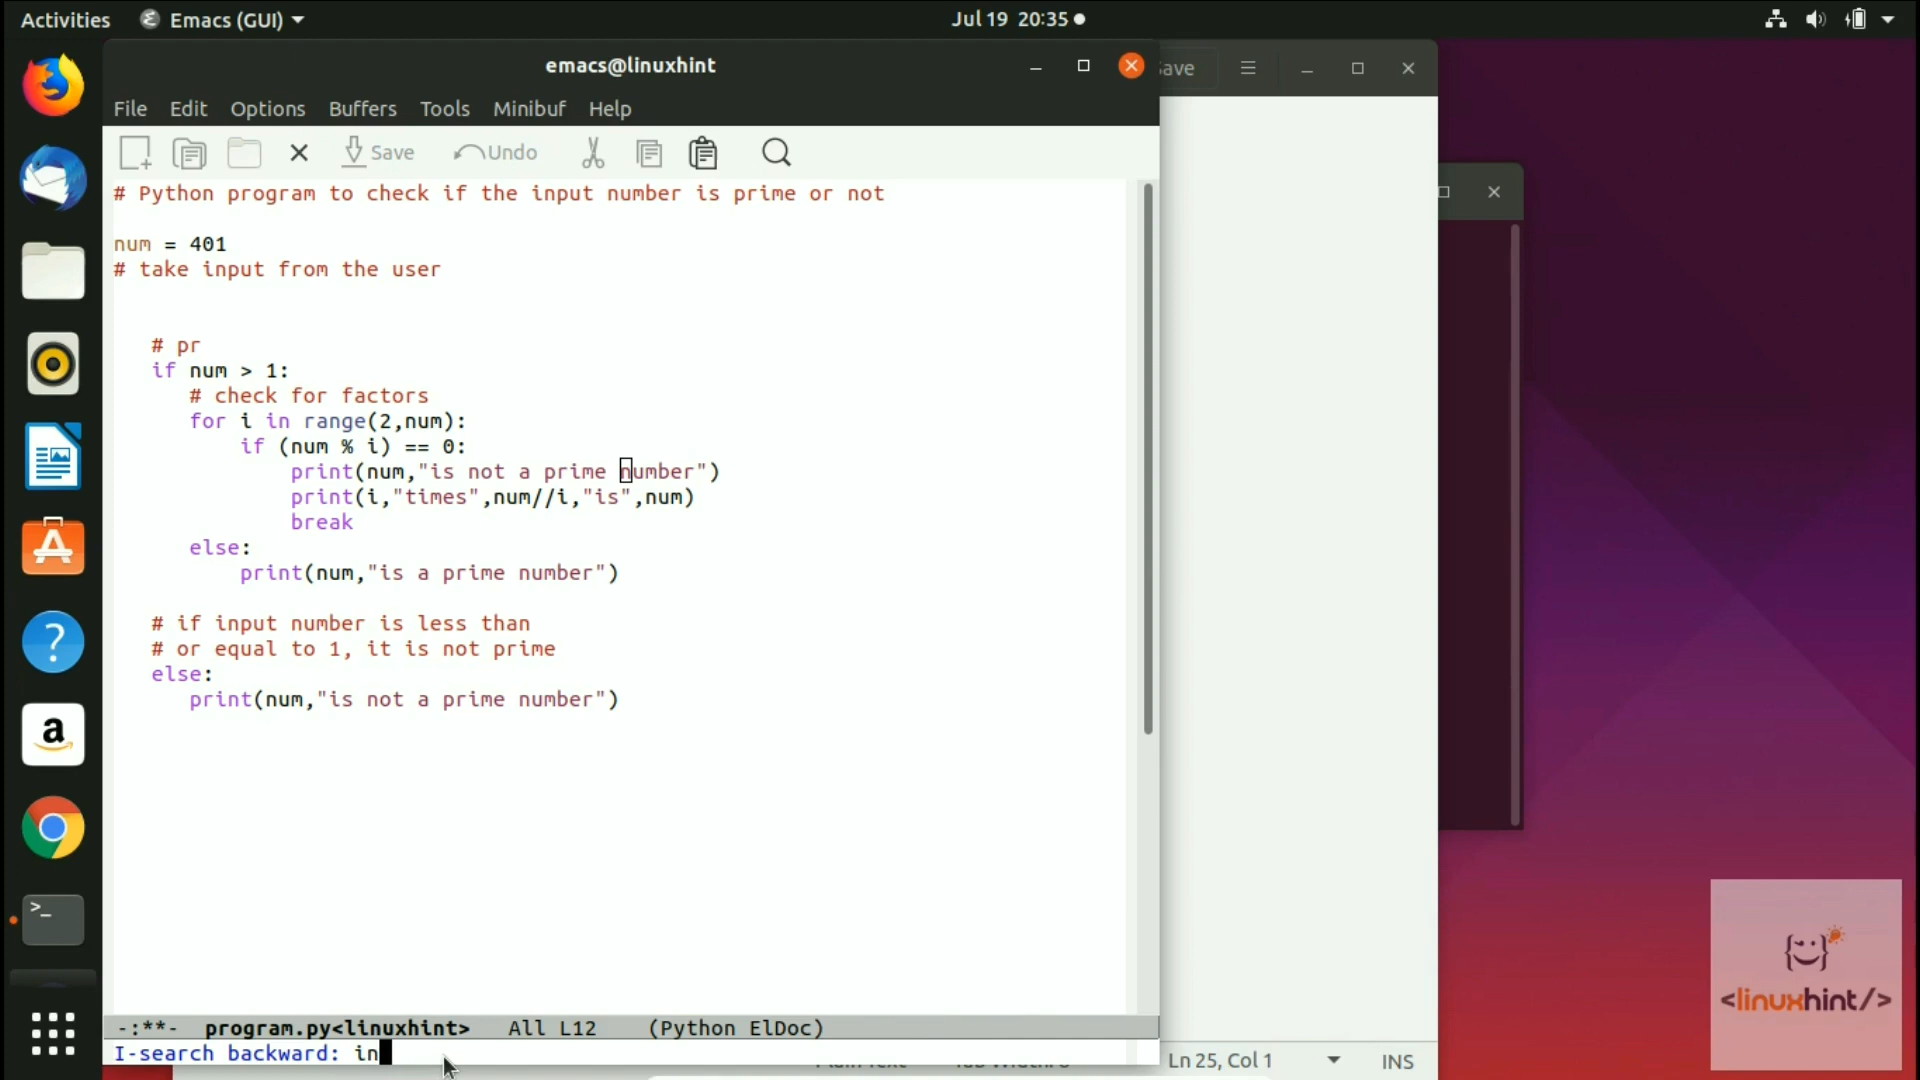 Activities Emacs (GUI) Jul 19 20:35
emacs@linuxhint
ave
File Edit Options Buffers Tools Minibuf Help
Save Undo
# Python program to check if the input number is prime or not
num = 401
# take input from the user
# pr
if num > 1:
# check for factors
for i in range(2,num):
if (num % i) == 0:
print(num,"is not a prime number")
print(i,"times",num//i,"is",num)
break
else:
print(num,"is a prime number")
# if input number is less than
# or equal to 1, it is not prime
else:
print(num,"is not a prime number")
<linuxhint/>
-:**- program.py<linuxhint> All L12 (Python ElDoc)
I-search backward: in
Ln 25, Col 1 INS